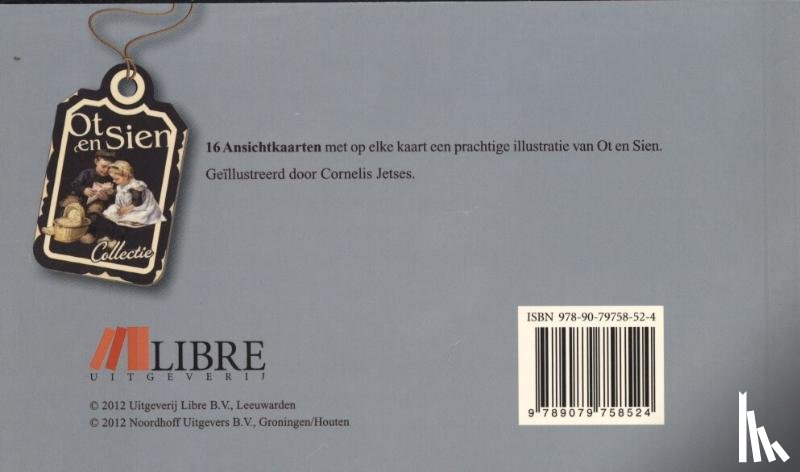 Ot
en Sien
Collectie
16 Ansichtkaarten met op elke kaart een prachtige illustratie van Ot en Sien.
Geïllustreerd door Cornelis Jetses.
LIBRE
UITGEVERIJ
© 2012 Uitgeverij Libre B.V., Leeuwarden
© 2012 Noordhoff Uitgevers B.V., Groningen/Houten
ISBN 978-90-79758-52-4
9 789079 758524